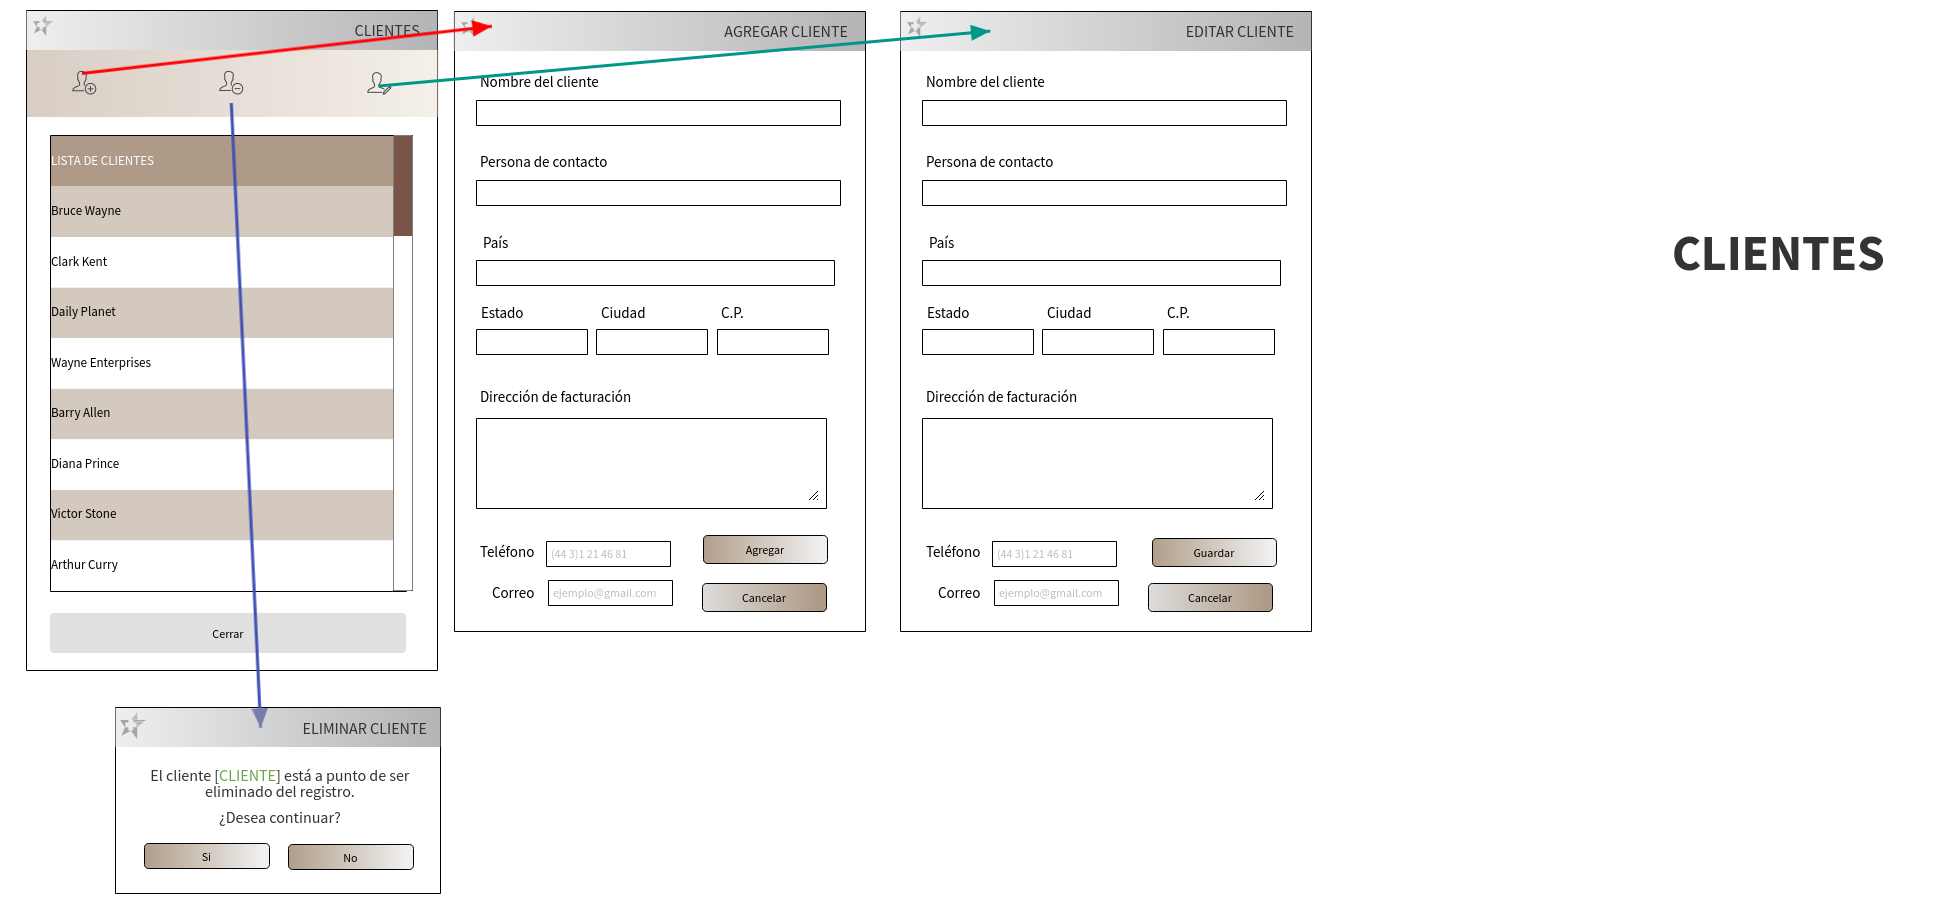 CLIENTES
LISTA DE CLIENTES
Bruce Wayne
Clark Kent
Daily Planet
Wayne Enterprises
Barry Allen
Diana Prince
Victor Stone
Arthur Curry
Cerrar
AGREGAR CLIENTE
Nombre del cliente
Persona de contacto
País
Estado Ciudad C.P.
Dirección de facturación
Teléfono (44 3)1 21 46 81 Agregar
Correo ejemplo@gmail.com Cancelar
EDITAR CLIENTE
Nombre del cliente
Persona de contacto
País
Estado Ciudad C.P.
Dirección de facturación
Teléfono (44 3)1 21 46 81 Guardar
Correo ejemplo@gmail.com Cancelar
CLIENTES
ELIMINAR CLIENTE
El cliente [CLIENTE] está a punto de ser
eliminado del registro.
¿Desea continuar?
Si No